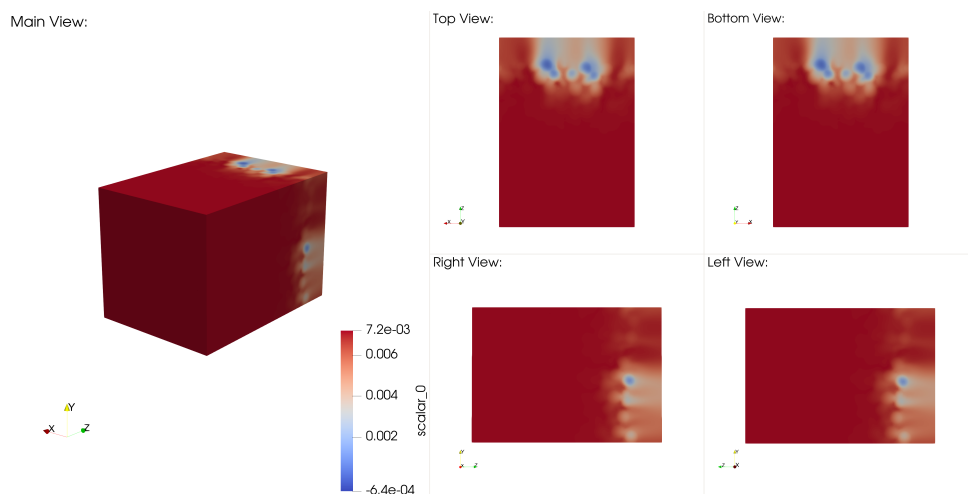 Main View:
Top View:
Bottom View:
Right View:
Left View:
7.2e-03
0.006
0.004
0.002
-6.4e-04
scalar_0
Y
X
Z